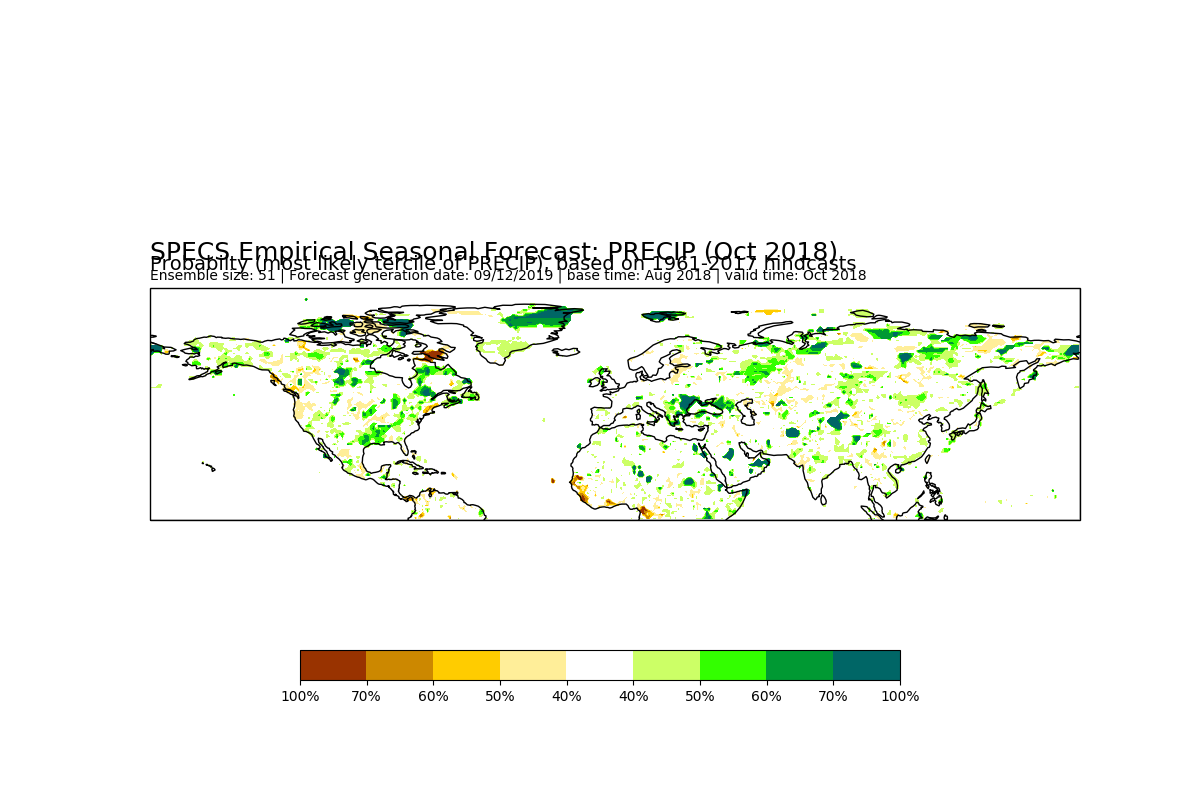 SPECS Empirical Seasonal Forecast: PRECIP (Oct 2018)
Probabilty (most likely tercile of PRECIP), based on 1961-2017 hindcasts
Ensemble size: 51 | Forecast generation date: 09/12/2019 | base time: Aug 2018 | valid time: Oct 2018
100% 70% 60% 50% 40% 40% 50% 60% 70% 100%